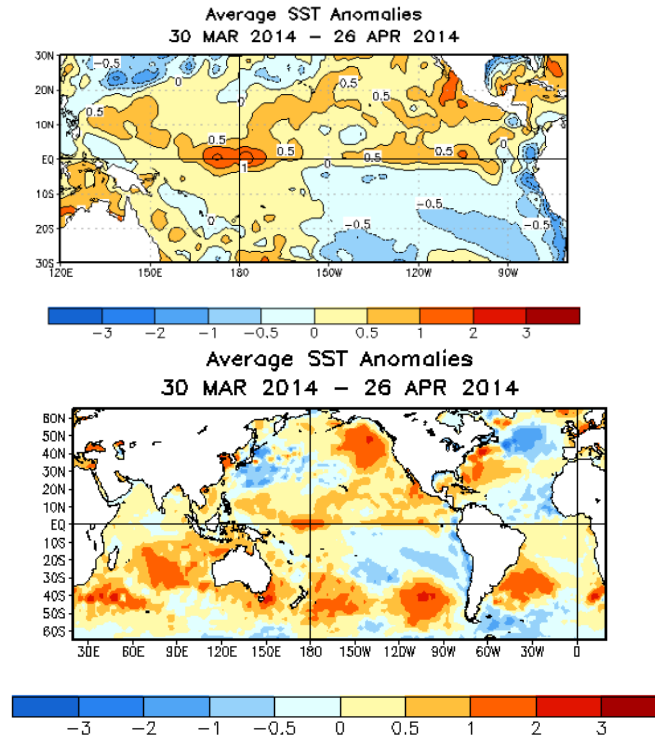 Average SST Anomalies
30 MAR 2014 – 26 APR 2014
30N
20N
10N
EQ
10S
20S
30S
-0.5
0
0.5
0.5
0
0.5
0
0.5
0.5
0.5
0.5
1
0
-0.5
-0.5
-0.5
120E 150E 180 150W 120W 90W
-3 -2 -1 -0.5 0 0.5 1 2 3
Average SST Anomalies
30 MAR 2014 – 26 APR 2014
60N
50N
40N
30N
20N
10N
EQ
10S
20S
30S
40S
50S
60S
30E 60E 90E 120E 150E 180 150W 120W 90W 60W 30W 0
-3 -2 -1 -0.5 0 0.5 1 2 3